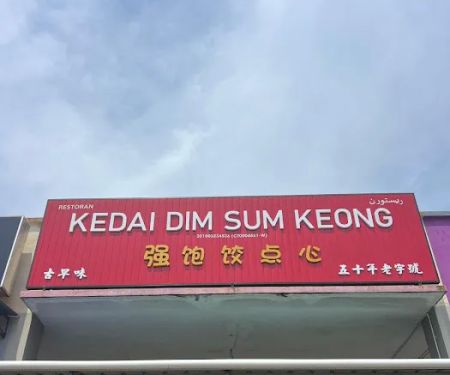 RESTORAN ريستورن
KEDAI DIM SUM KEONG
强饱饺点心
古早味 五十年老字號